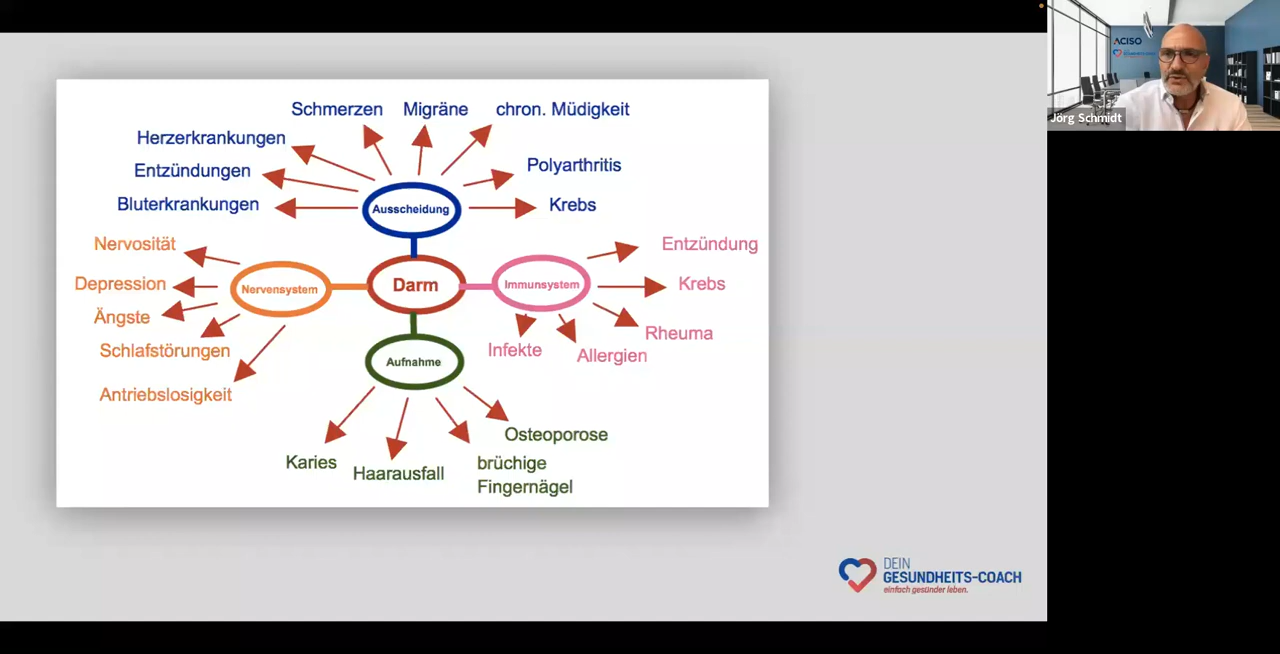 Schmerzen
Migräne
chron. Müdigkeit
Herzerkrankungen
Entzündungen
Polyarthritis
Bluterkrankungen
Ausscheidung
Krebs
Nervosität
Entzündung
Depression
Nervensystem
Darm
Immunsystem
Krebs
Ängste
Rheuma
Schlafstörungen
Infekte
Allergien
Aufnahme
Antriebslosigkeit
Osteoporose
Karies
Haarausfall
brüchige
Fingernägel
DEIN
GESUNDHEITS-COACH
einfach gesünder leben.
ACISO
Jörg Schmidt